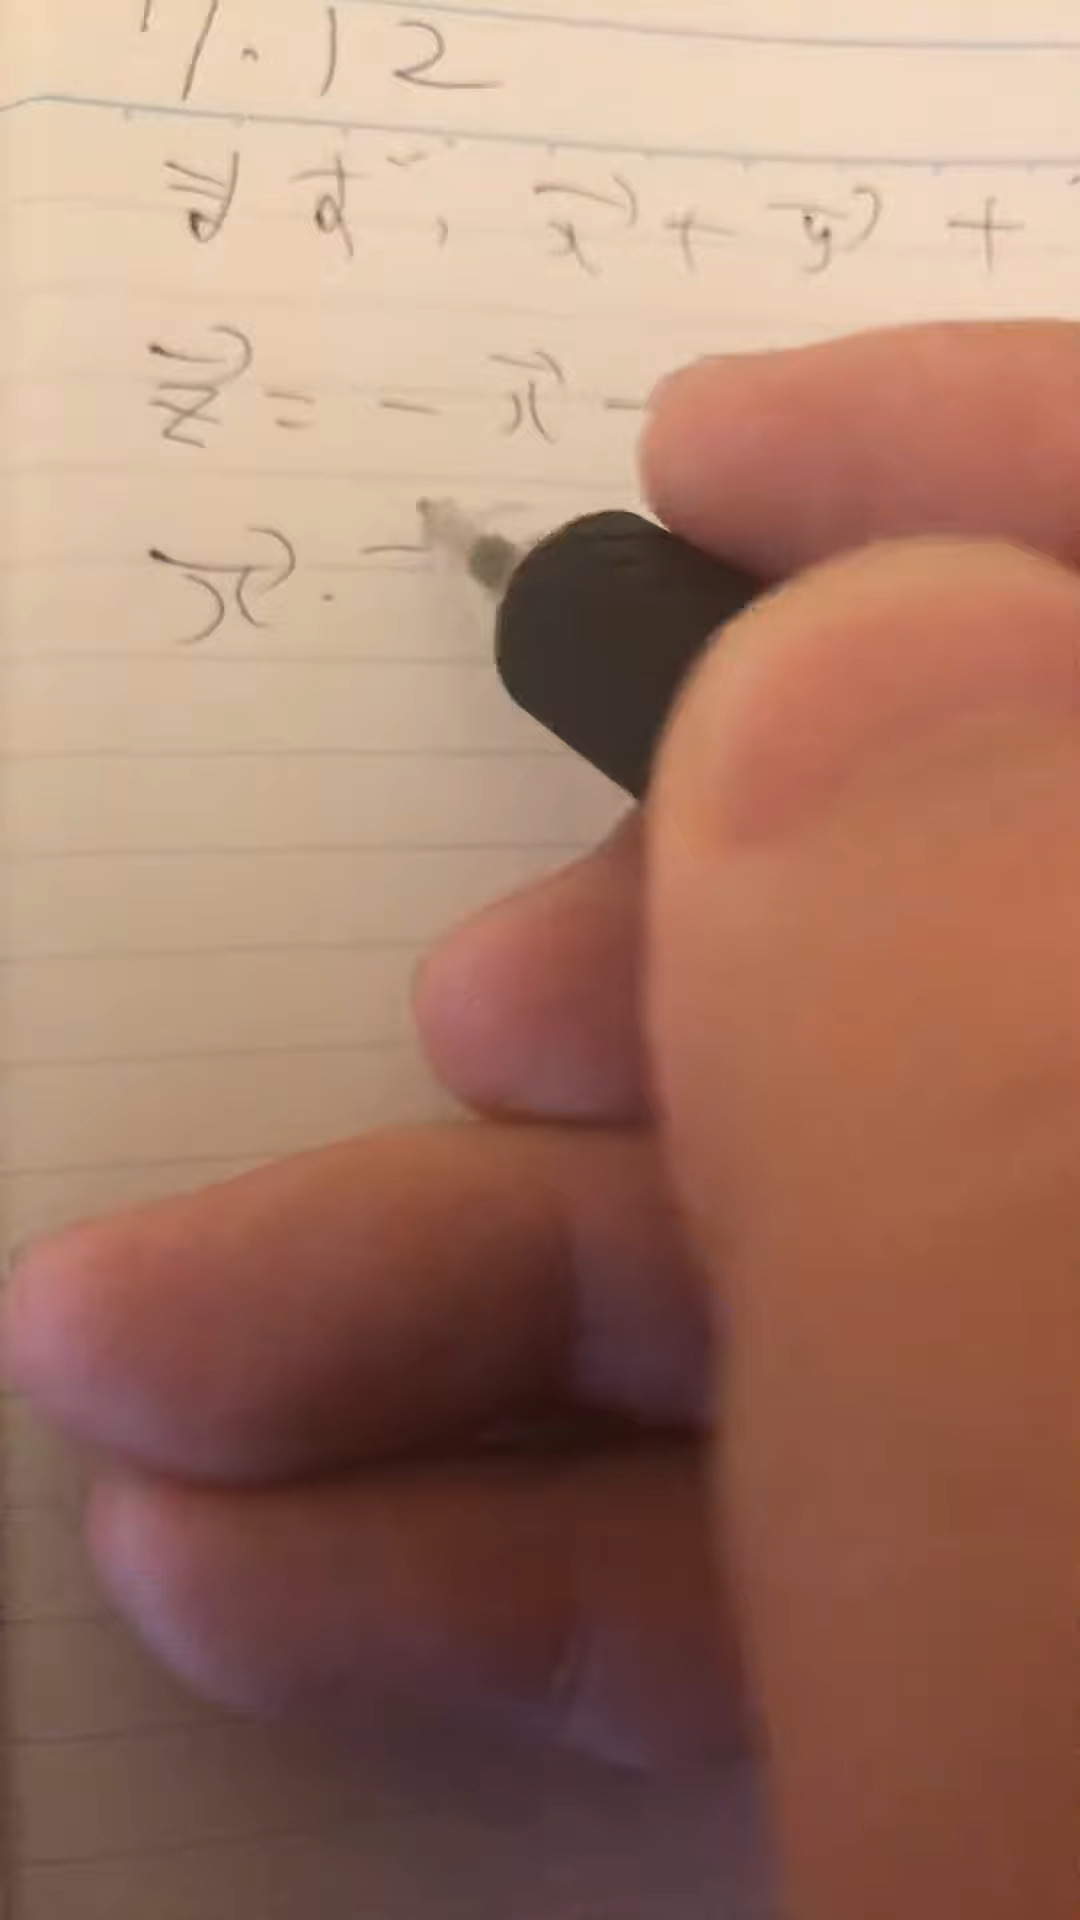 7.12
まず, x⃗ + y⃗ +
z⃗ = - x⃗ -
x⃗ .